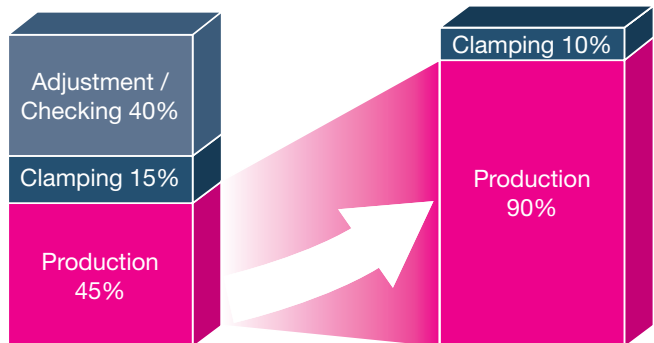 Adjustment /
Checking 40%
Clamping 15%
Production
45%
Clamping 10%
Production
90%